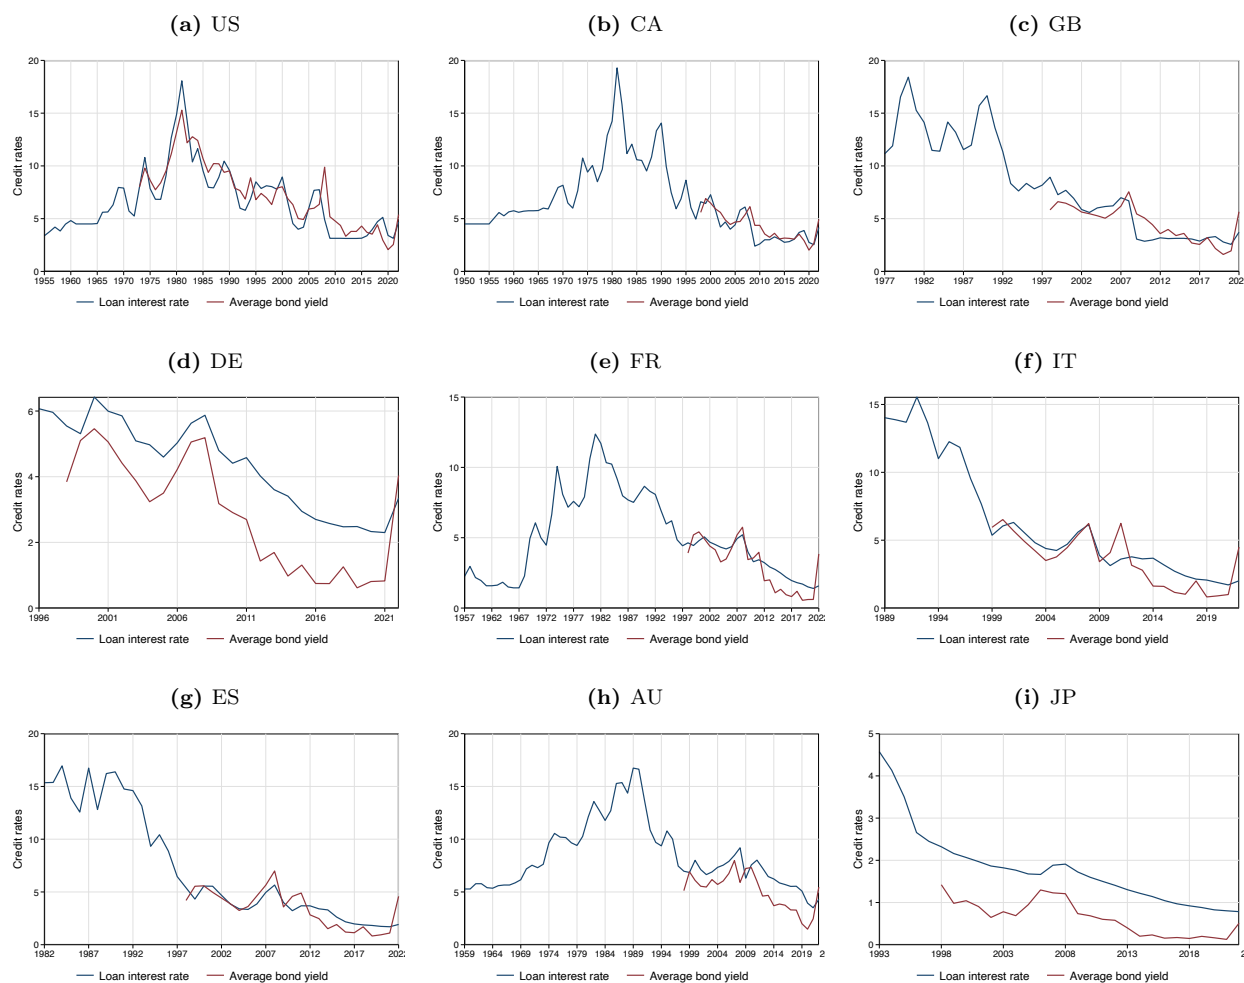 (a) US
(b) CA
(c) GB
Credit rates
20
15
10
5
0
1955 1960 1965 1970 1975 1980 1985 1990 1995 2000 2005 2010 2015 2020
Loan interest rate Average bond yield
Credit rates
20
15
10
5
0
1950 1955 1960 1965 1970 1975 1980 1985 1990 1995 2000 2005 2010 2015 2020
Loan interest rate Average bond yield
Credit rates
20
15
10
5
0
1977 1982 1987 1992 1997 2002 2007 2012 2017 202
Loan interest rate Average bond yield
(d) DE
(e) FR
(f) IT
Credit rates
6
4
2
0
1996 2001 2006 2011 2016 2021
Loan interest rate Average bond yield
Credit rates
15
10
5
0
1957 1962 1967 1972 1977 1982 1987 1992 1997 2002 2007 2012 2017 202
Loan interest rate Average bond yield
Credit rates
15
10
5
0
1989 1994 1999 2004 2009 2014 2019
Loan interest rate Average bond yield
(g) ES
(h) AU
(i) JP
Credit rates
20
15
10
5
0
1982 1987 1992 1997 2002 2007 2012 2017 202
Loan interest rate Average bond yield
Credit rates
20
15
10
5
0
1959 1964 1969 1974 1979 1984 1989 1994 1999 2004 2009 2014 2019 2
Loan interest rate Average bond yield
Credit rates
5
4
3
2
1
0
1993 1998 2003 2008 2013 2018
Loan interest rate Average bond yield